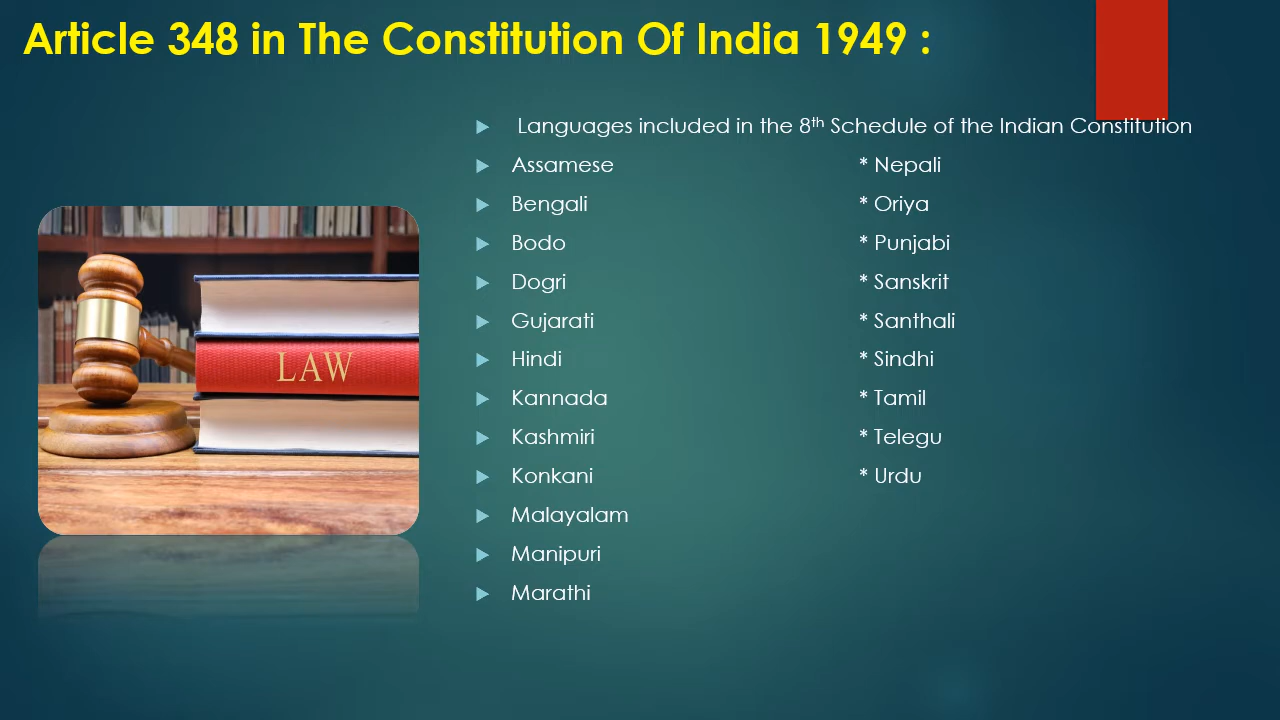 Article 348 in The Constitution Of India 1949 :
Languages included in the 8th Schedule of the Indian Constitution
Assamese * Nepali
Bengali * Oriya
Bodo * Punjabi
Dogri * Sanskrit
Gujarati * Santhali
Hindi * Sindhi
Kannada * Tamil
Kashmiri * Telegu
Konkani * Urdu
Malayalam
Manipuri
Marathi
LAW